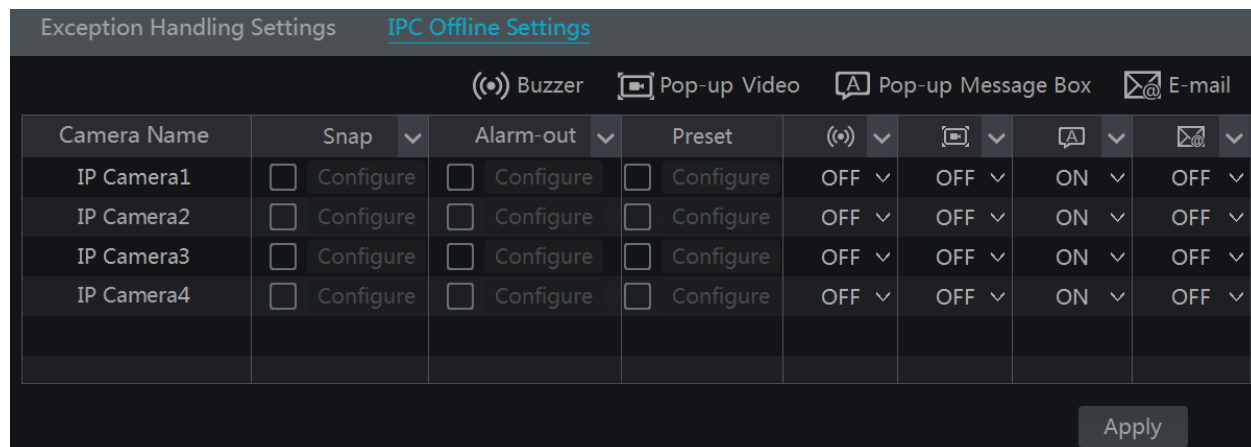 Exception Handling Settings IPC Offline Settings
Buzzer Pop-up Video A Pop-up Message Box @ E-mail
Camera Name Snap Alarm-out Preset A @
IP Camera1 Configure Configure Configure OFF OFF ON OFF
IP Camera2 Configure Configure Configure OFF OFF ON OFF
IP Camera3 Configure Configure Configure OFF OFF ON OFF
IP Camera4 Configure Configure Configure OFF OFF ON OFF
Apply